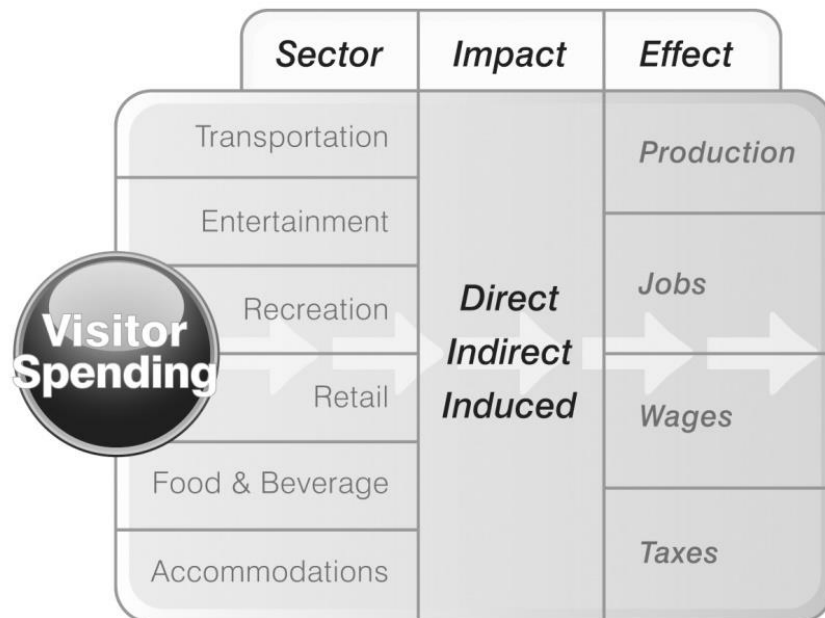 Sector
Impact
Effect
Transportation
Entertainment
Recreation
Retail
Food & Beverage
Accommodations
Visitor
Spending
Direct
Indirect
Induced
Production
Jobs
Wages
Taxes